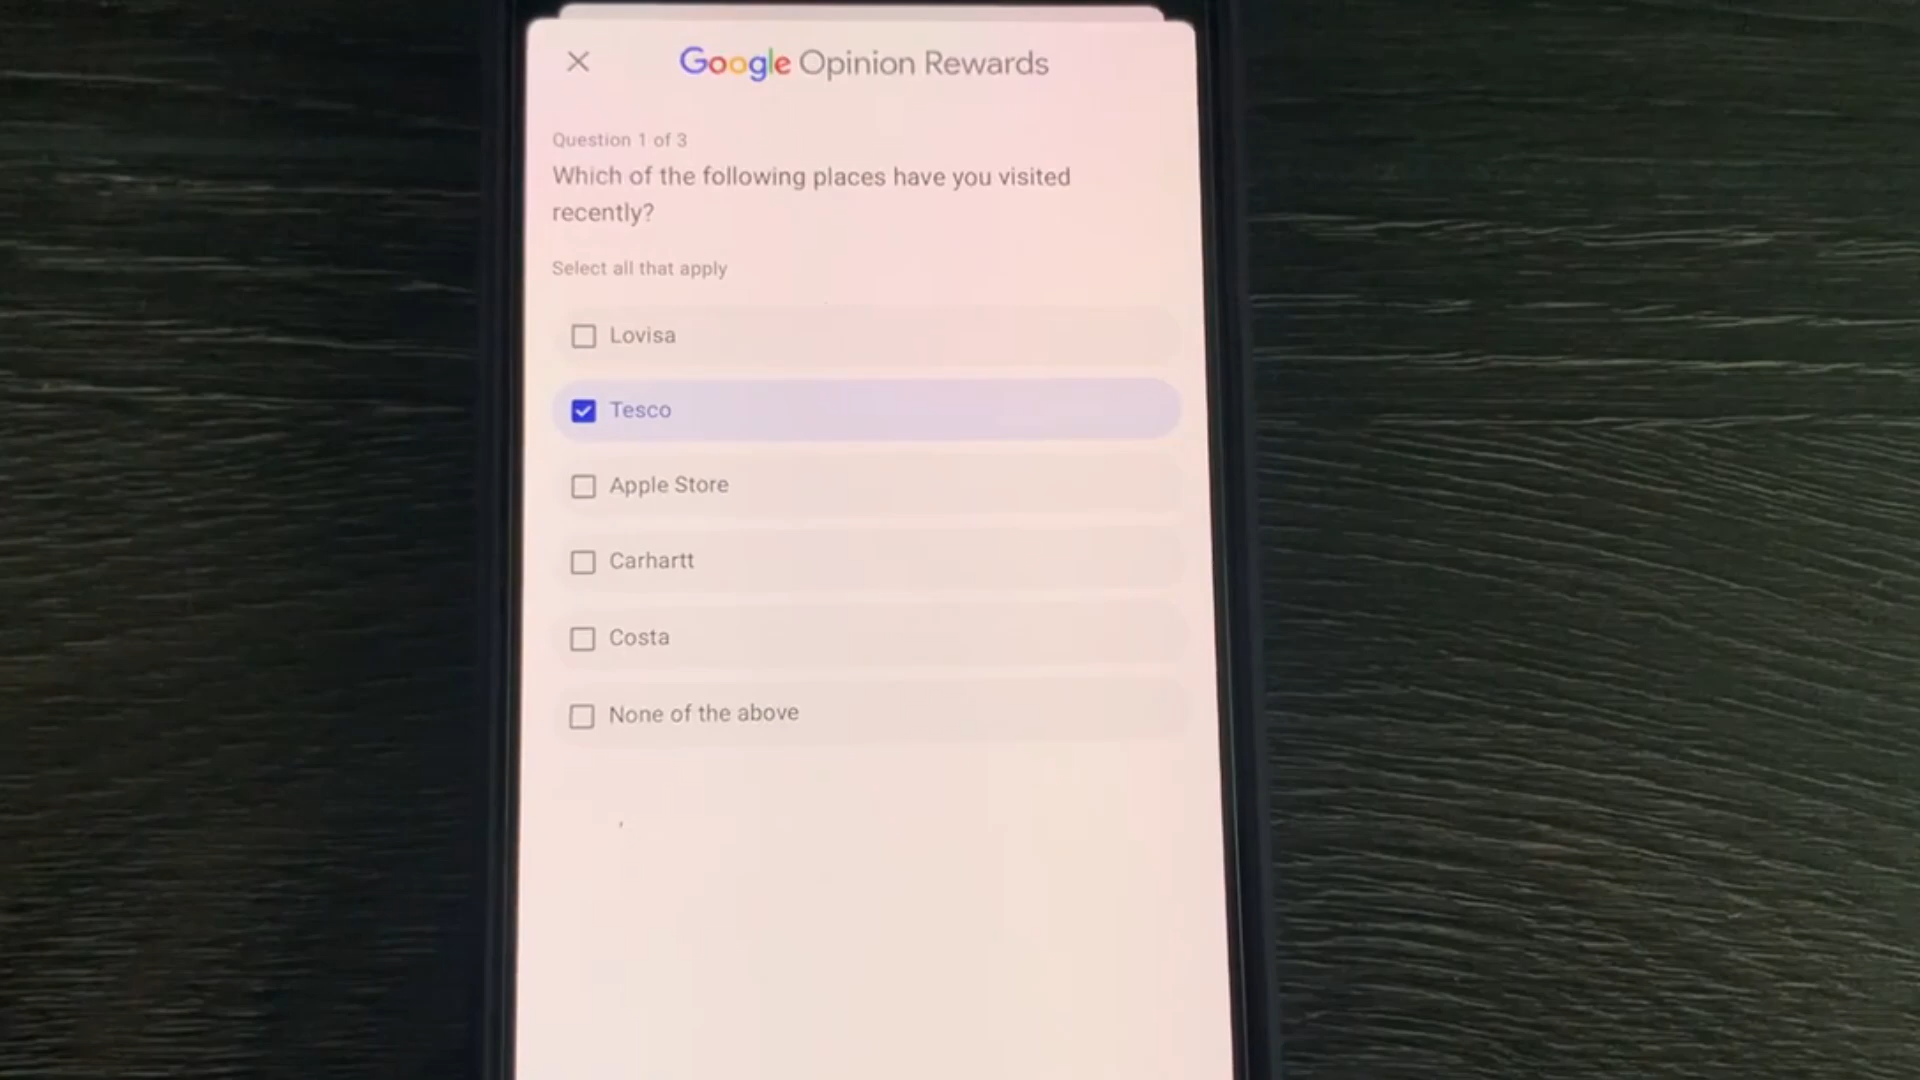 Google Opinion Rewards
Question 1 of 3
Which of the following places have you visited
recently?
Select all that apply
Lovisa
Tesco
Apple Store
Carhartt
Costa
None of the above